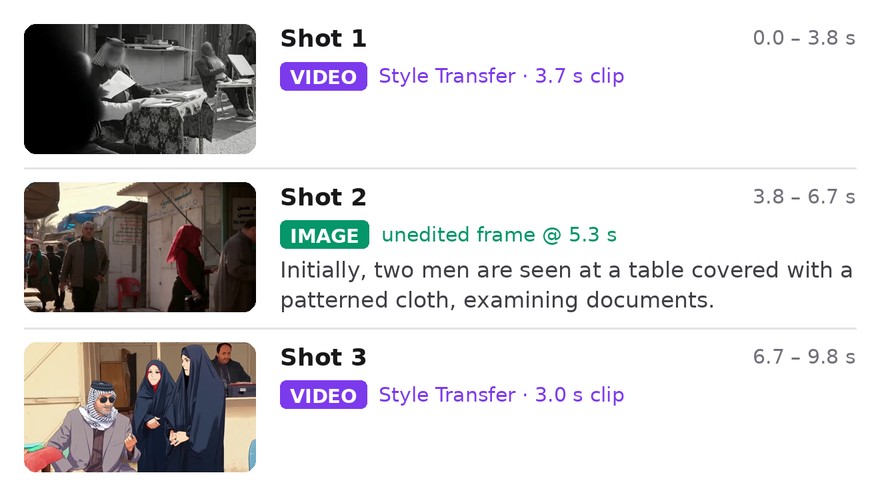 Shot 1
0.0 – 3.8 s
VIDEO Style Transfer · 3.7 s clip
Shot 2
3.8 – 6.7 s
IMAGE unedited frame @ 5.3 s
Initially, two men are seen at a table covered with a
patterned cloth, examining documents.
Shot 3
6.7 – 9.8 s
VIDEO Style Transfer · 3.0 s clip